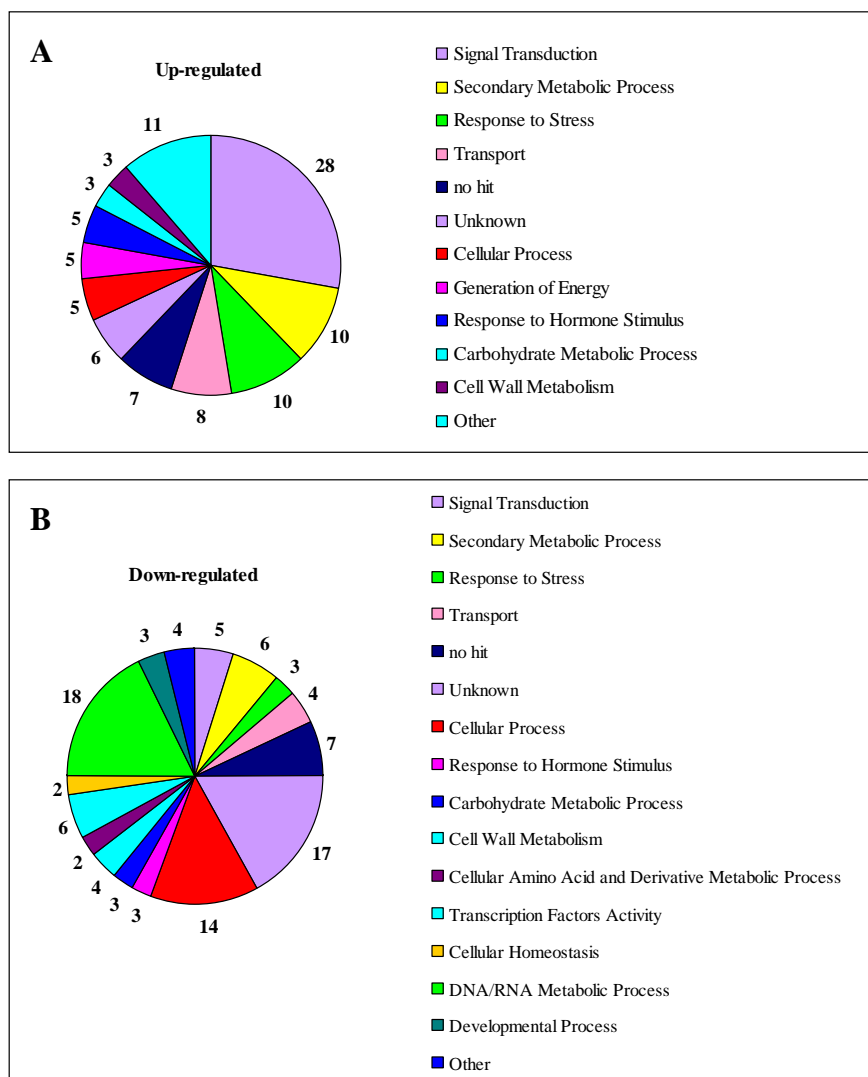 A
Up-regulated
28
10
10
8
7
6
5
5
5
3
3
11
Signal Transduction
Secondary Metabolic Process
Response to Stress
Transport
no hit
Unknown
Cellular Process
Generation of Energy
Response to Hormone Stimulus
Carbohydrate Metabolic Process
Cell Wall Metabolism
Other
B
Down-regulated
5
6
3
4
7
17
14
3
3
4
2
6
2
18
3
4
Signal Transduction
Secondary Metabolic Process
Response to Stress
Transport
no hit
Unknown
Cellular Process
Response to Hormone Stimulus
Carbohydrate Metabolic Process
Cell Wall Metabolism
Cellular Amino Acid and Derivative Metabolic Process
Transcription Factors Activity
Cellular Homeostasis
DNA/RNA Metabolic Process
Developmental Process
Other